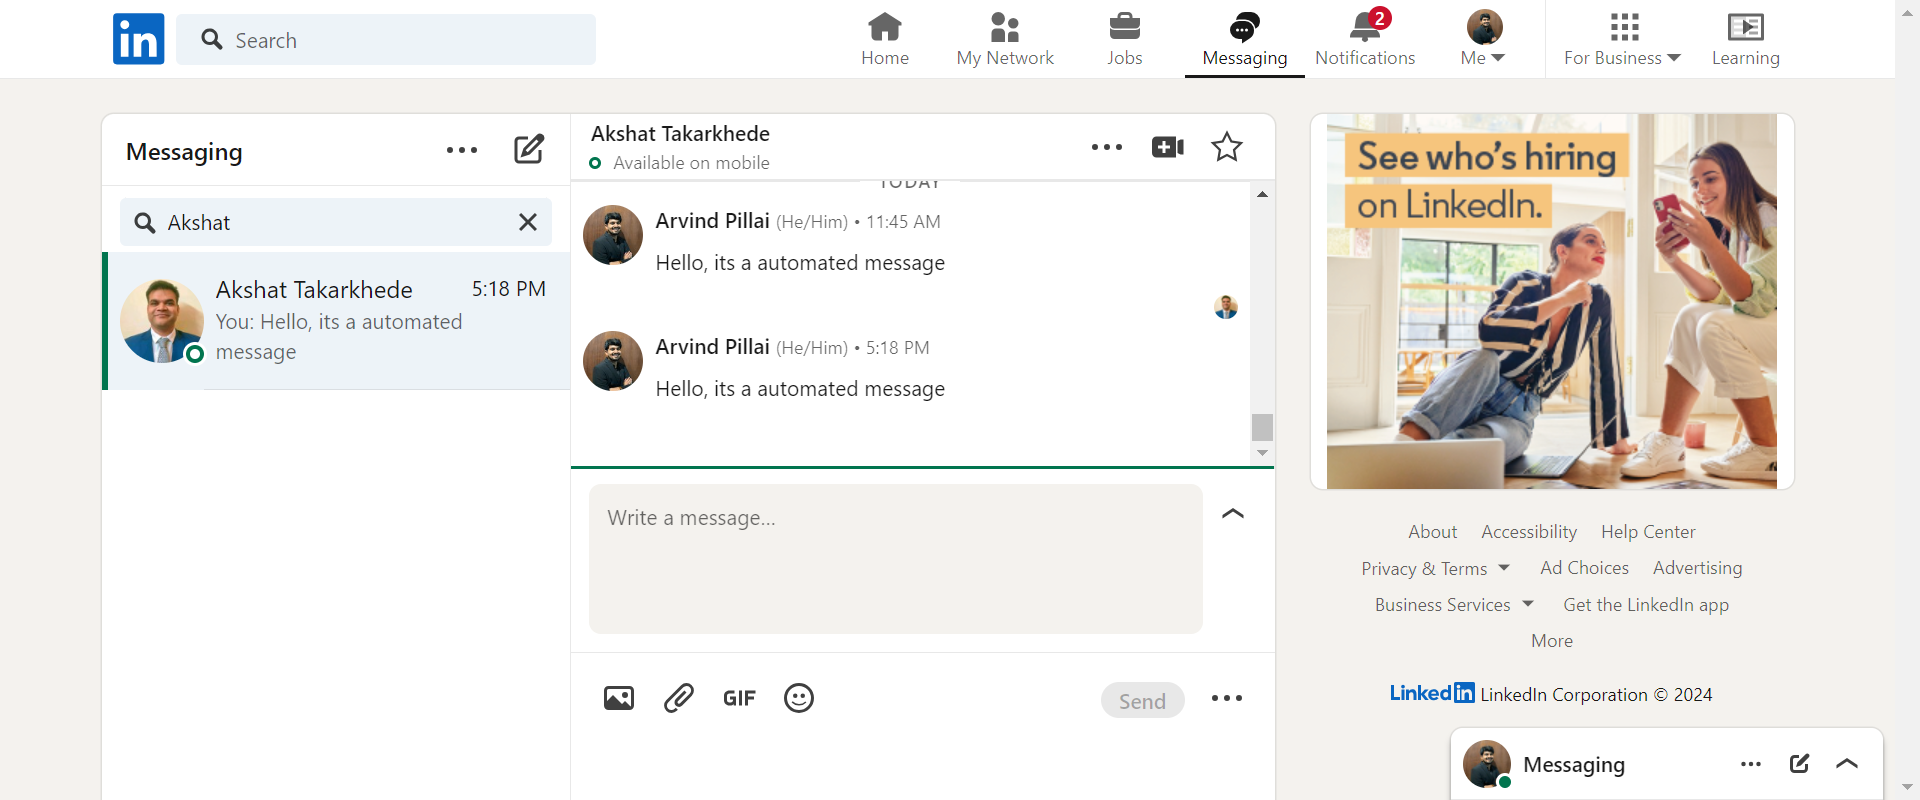 in
Search
Home
My Network
Jobs
Messaging
2
Notifications
Me
For Business
Learning
Messaging
Akshat
Akshat Takarkhede 5:18 PM
You: Hello, its a automated
message
Akshat Takarkhede
Available on mobile
TODAY
Arvind Pillai (He/Him) • 11:45 AM
Hello, its a automated message
Arvind Pillai (He/Him) • 5:18 PM
Hello, its a automated message
Write a message...
GIF
Send
See who's hiring
on LinkedIn.
About Accessibility Help Center
Privacy & Terms Ad Choices Advertising
Business Services Get the LinkedIn app
More
LinkedIn LinkedIn Corporation © 2024
Messaging